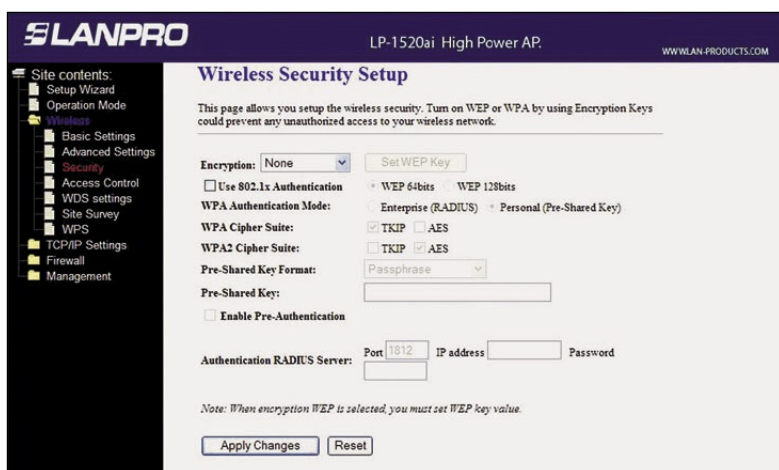 LANPRO
LP-1520ai High Power AP.
WWW.LAN-PRODUCTS.COM
Site contents:
Setup Wizard
Operation Mode
Wireless
Basic Settings
Advanced Settings
Security
Access Control
WDS settings
Site Survey
WPS
TCP/IP Settings
Firewall
Management
Wireless Security Setup
This page allows you setup the wireless security. Turn on WEP or WPA by using Encryption Keys
could prevent any unauthorized access to your wireless network.
Encryption: None Set WEP Key
Use 802.1x Authentication WEP 64bits WEP 128bits
WPA Authentication Mode: Enterprise (RADIUS) Personal (Pre-Shared Key)
WPA Cipher Suite: TKIP AES
WPA2 Cipher Suite: TKIP AES
Pre-Shared Key Format: Passphrase
Pre-Shared Key:
Enable Pre-Authentication
Authentication RADIUS Server: Port 1812 IP address Password
Note: When encryption WEP is selected, you must set WEP key value.
Apply Changes Reset